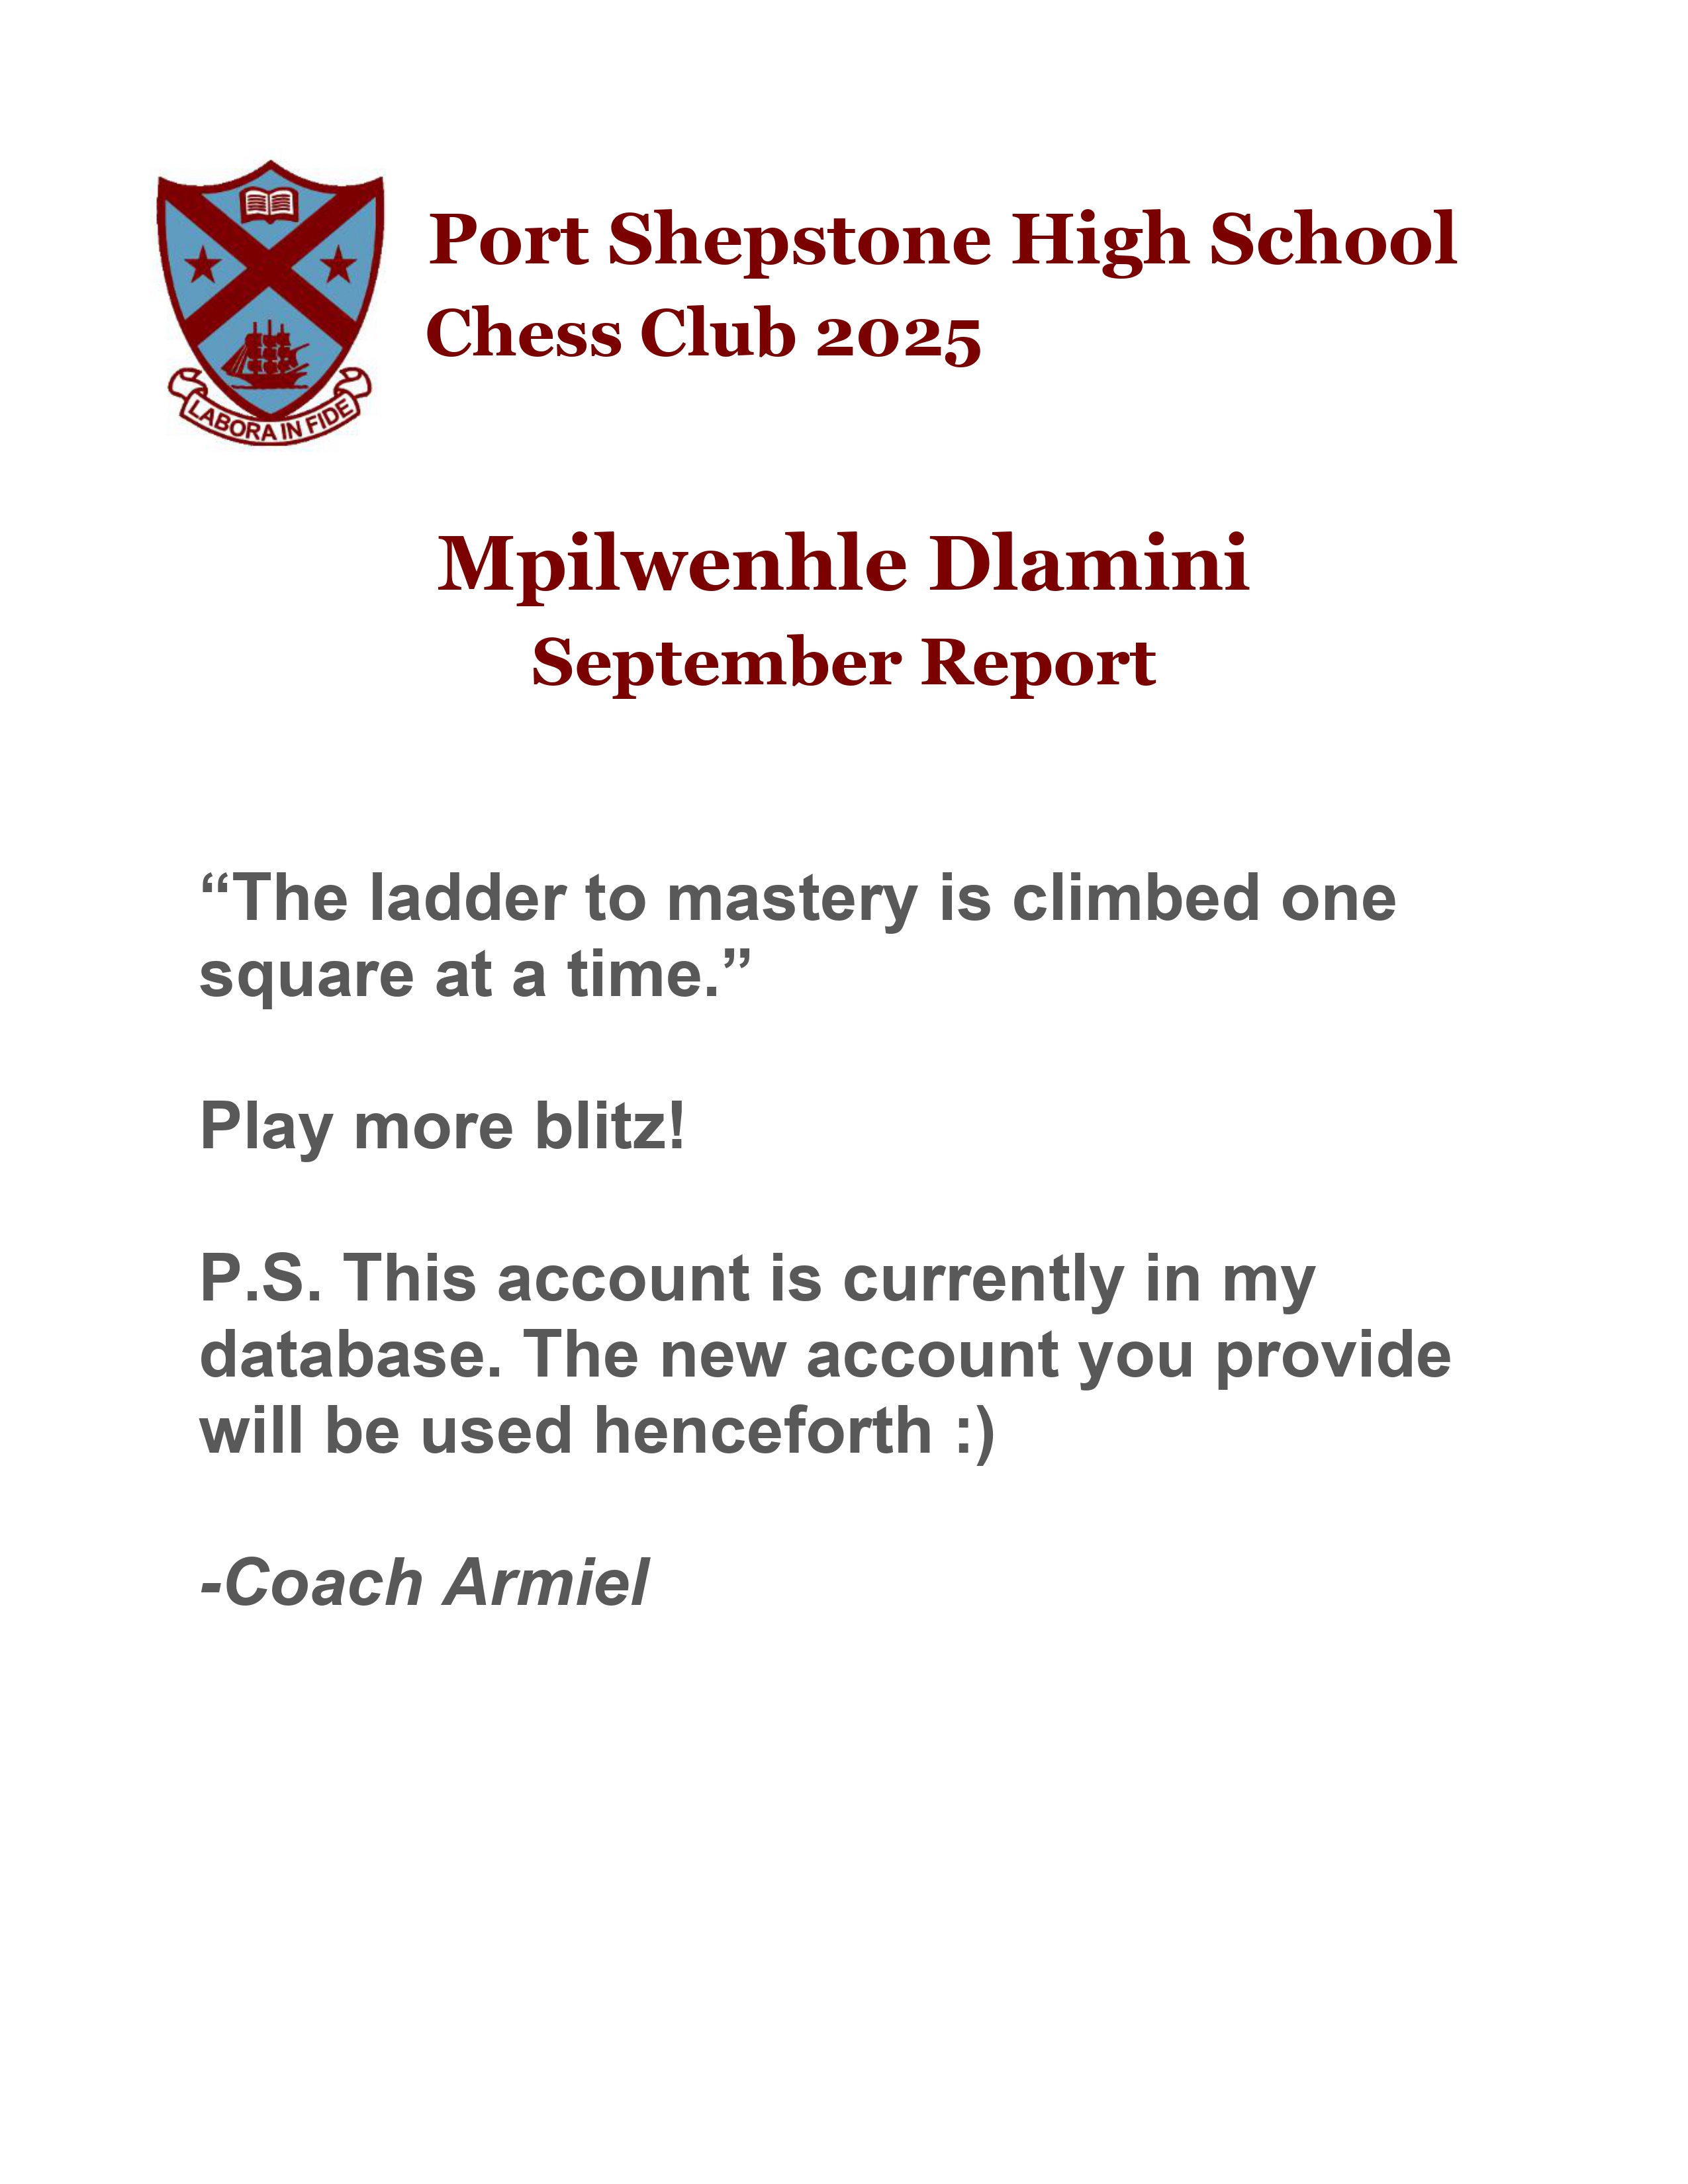 Port Shepstone High School
Chess Club 2025
LABORA IN FIDE
Mpilwenhle Dlamini
September Report
“The ladder to mastery is climbed one
square at a time.”
Play more blitz!
P.S. This account is currently in my
database. The new account you provide
will be used henceforth :)
-Coach Armiel